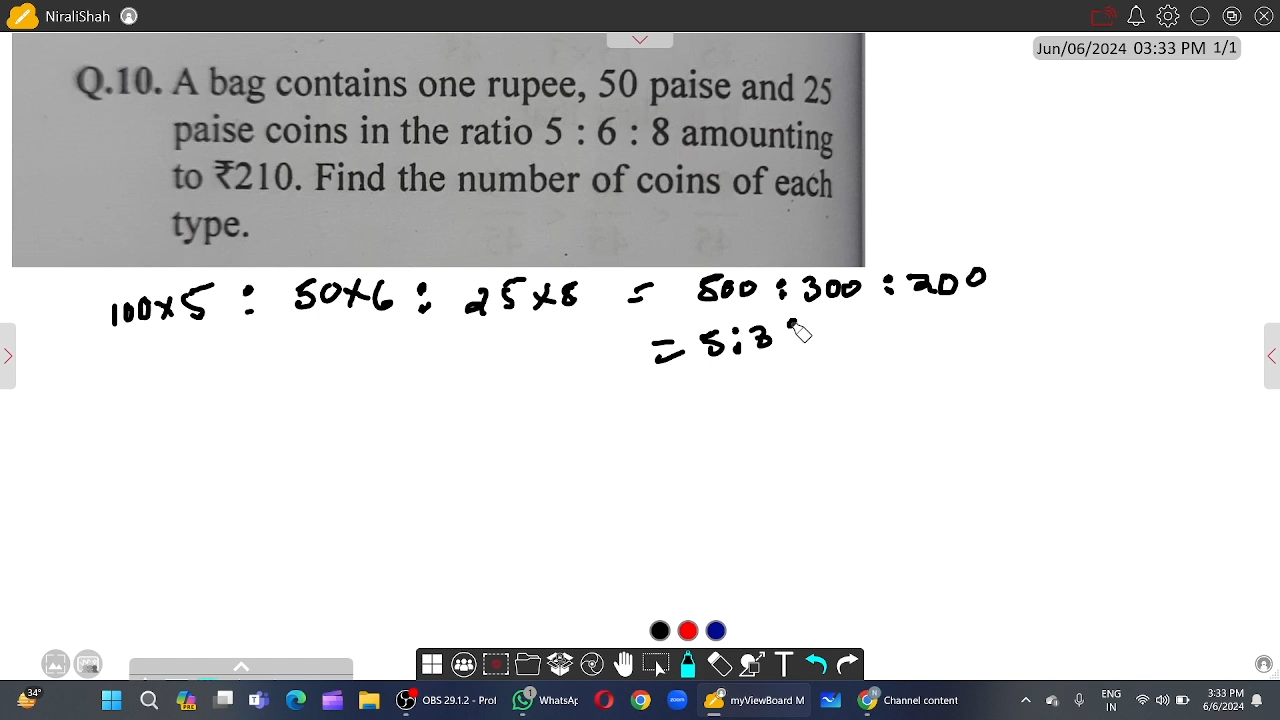 NiraliShah
Jun/06/2024 03:33 PM 1/1
Q.10. A bag contains one rupee, 50 paise and 25
paise coins in the ratio 5 : 6 : 8 amounting
to ₹210. Find the number of coins of each
type.
100×5 : 50×6 : 25×8 = 500 : 300 : 200
= 5:3
34°
OBS 29.1.2 - Prof
WhatsApp
zoom
myViewBoard M
Channel content
ENG
IN
3:33 PM
6/6/2024